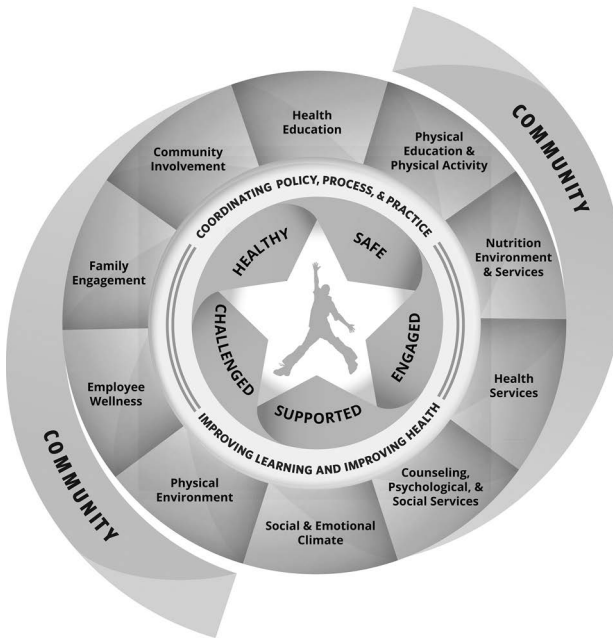 COMMUNITY
Health
Education
Physical
Education &
Physical Activity
Nutrition
Environment
& Services
Health
Services
Counseling,
Psychological, &
Social Services
Social & Emotional
Climate
Physical
Environment
Employee
Wellness
Family
Engagement
Community
Involvement
COORDINATING POLICY, PROCESS, & PRACTICE
IMPROVING LEARNING AND IMPROVING HEALTH
HEALTHY
SAFE
ENGAGED
SUPPORTED
CHALLENGED
COMMUNITY